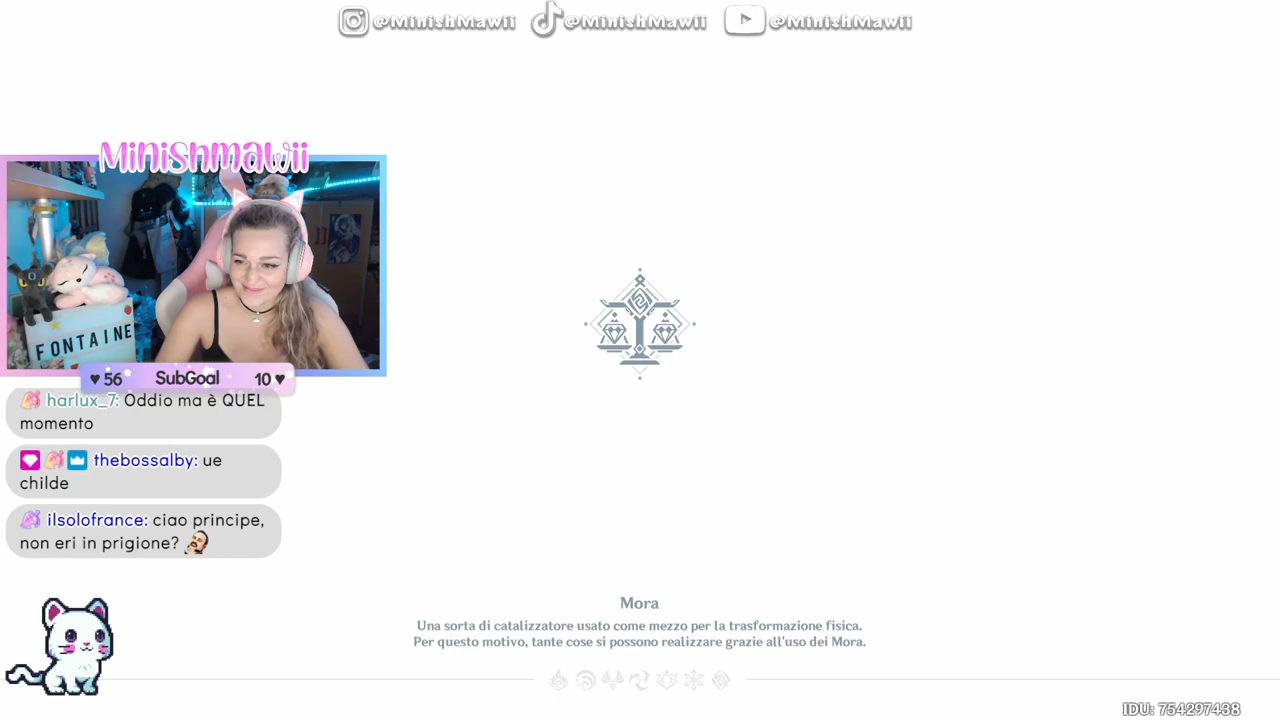 @MinishMawii @MinishMawii @MinishMawii
MiNiSHMaWii
FONTAINE
♥ 56 SubGoal 10 ♥
harlux_7: Oddio ma è QUEL
momento
thebossalby: ue
childe
ilsolofrance: ciao principe,
non eri in prigione?
Mora
Una sorta di catalizzatore usato come mezzo per la trasformazione fisica.
Per questo motivo, tante cose si possono realizzare grazie all'uso dei Mora.
IDU: 754297438